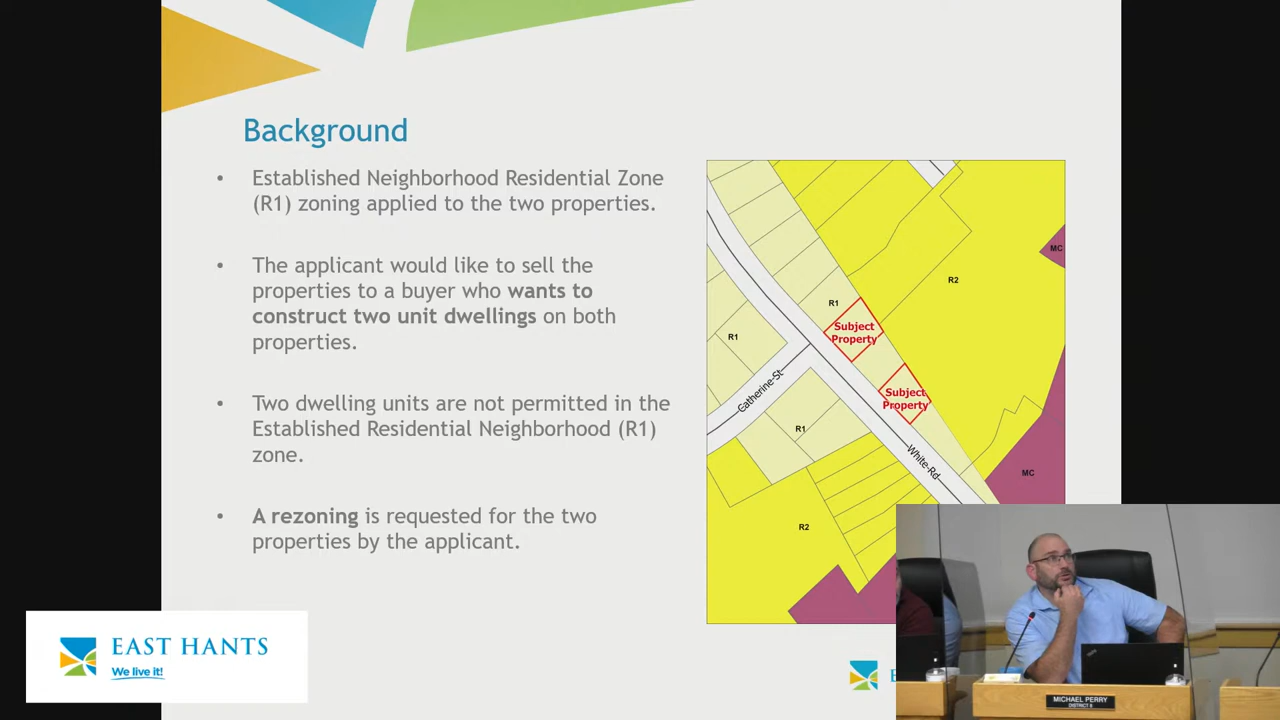 Background
• Established Neighborhood Residential Zone
(R1) zoning applied to the two properties.
• The applicant would like to sell the
properties to a buyer who wants to
construct two unit dwellings on both
properties.
• Two dwelling units are not permitted in the
Established Residential Neighborhood (R1)
zone.
• A rezoning is requested for the two
properties by the applicant.
MC
R2
R1
Subject
Property
R1
Subject
Property
Catherine-St
R1
White-Rd
MC
R2
EAST HANTS
We live it!
E
MICHAEL PERRY
DISTRICT 8